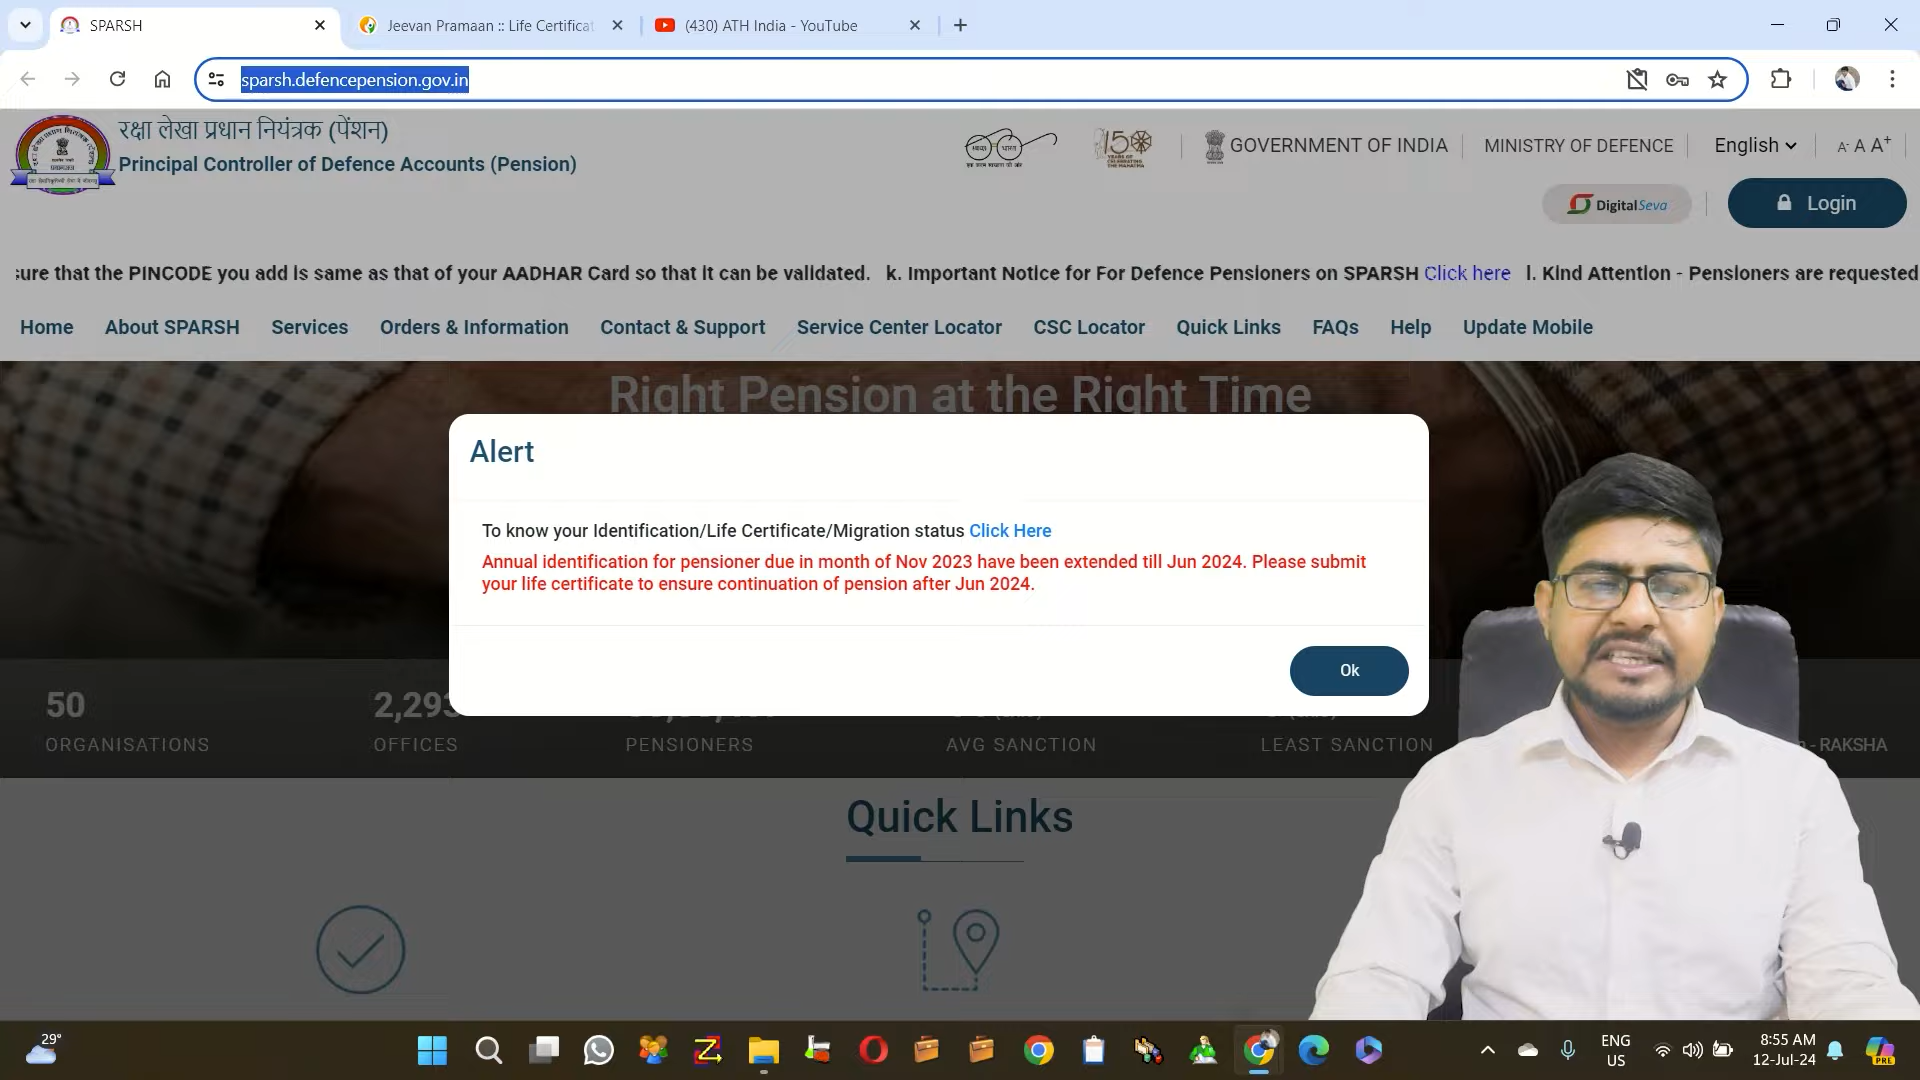 SPARSH
Jeevan Pramaan :: Life Certificat
(430) ATH India - YouTube
sparsh.defencepension.gov.in
रक्षा लेखा प्रधान नियंत्रक (पेंशन)
Principal Controller of Defence Accounts (Pension)
GOVERNMENT OF INDIA
MINISTRY OF DEFENCE
English
A- A A+
DigitalSeva
Login
sure that the PINCODE you add is same as that of your AADHAR Card so that it can be validated. k. Important Notice for For Defence Pensioners on SPARSH Click here l. Kind Attention - Pensioners are requested
Home About SPARSH Services Orders & Information Contact & Support Service Center Locator CSC Locator Quick Links FAQs Help Update Mobile
Right Pension at the Right Time
Alert
To know your Identification/Life Certificate/Migration status Click Here
Annual identification for pensioner due in month of Nov 2023 have been extended till Jun 2024. Please submit
your life certificate to ensure continuation of pension after Jun 2024.
Ok
50
2,293
ORGANISATIONS
OFFICES
PENSIONERS
AVG SANCTION
LEAST SANCTION
- RAKSHA
Quick Links
29°
ENG
US
8:55 AM
12-Jul-24
PRE